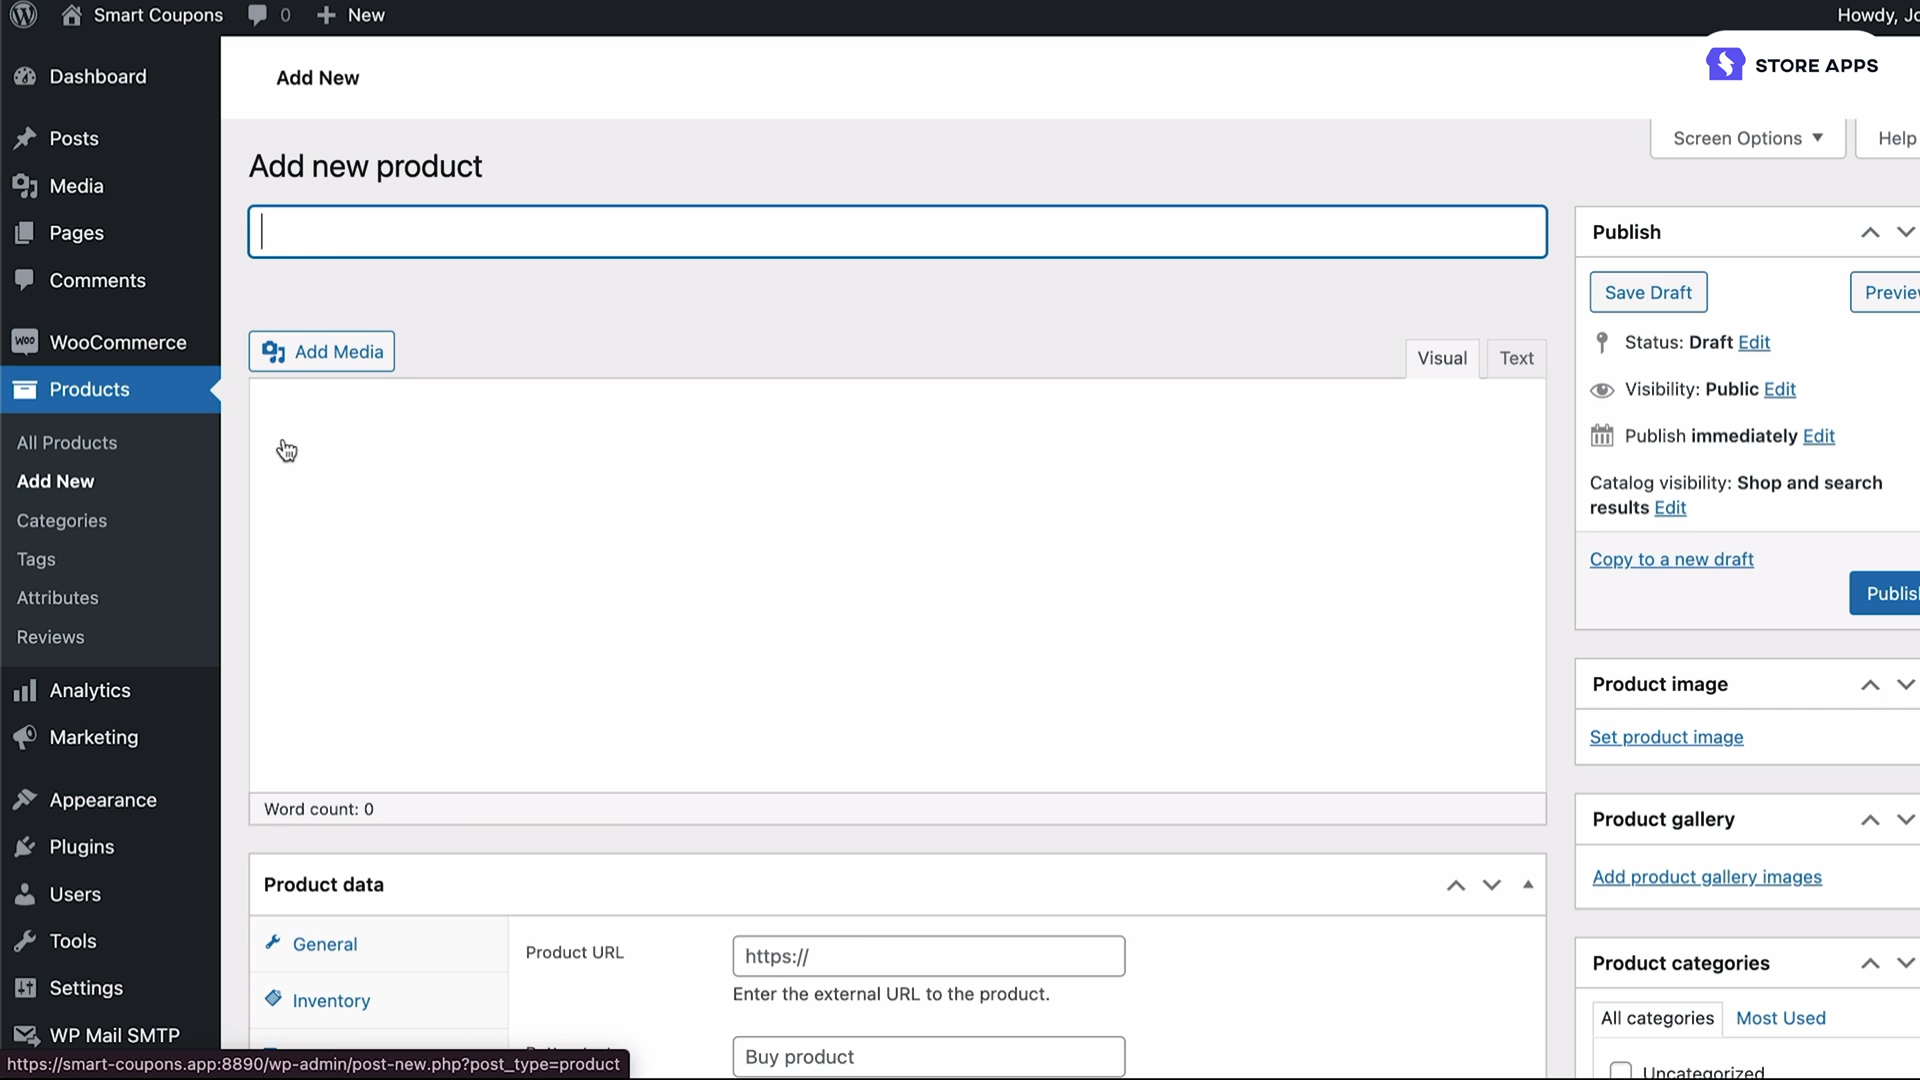 Smart Coupons 0 New Howdy, Jo
STORE APPS
Dashboard
Posts
Media
Pages
Comments
WOO WooCommerce
Products
All Products
Add New
Categories
Tags
Attributes
Reviews
Analytics
Marketing
Appearance
Plugins
Users
Tools
Settings
WP Mail SMTP
Add New
Screen Options Help
Add new product
Add Media
Visual Text
Word count: 0
Product data
General
Inventory
Product URL https://
Enter the external URL to the product.
Buy product
Publish
Save Draft Preview
Status: Draft Edit
Visibility: Public Edit
Publish immediately Edit
Catalog visibility: Shop and search
results Edit
Copy to a new draft
Publish
Product image
Set product image
Product gallery
Add product gallery images
Product categories
All categories Most Used
Uncategorized
https://smart-coupons.app:8890/wp-admin/post-new.php?post_type=product